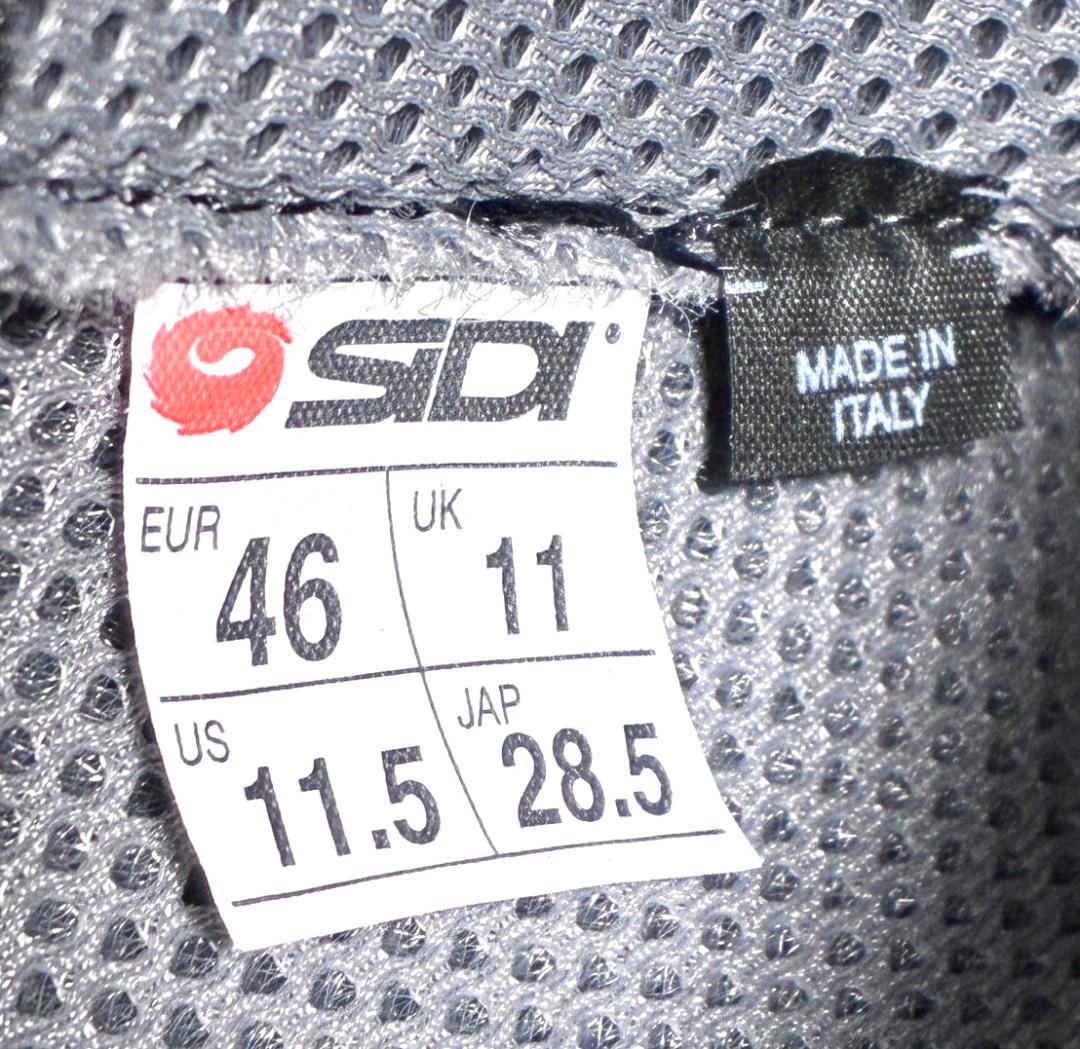 SIDI
MADE IN
ITALY
EUR
46
UK
11
US
11.5
JAP
28.5